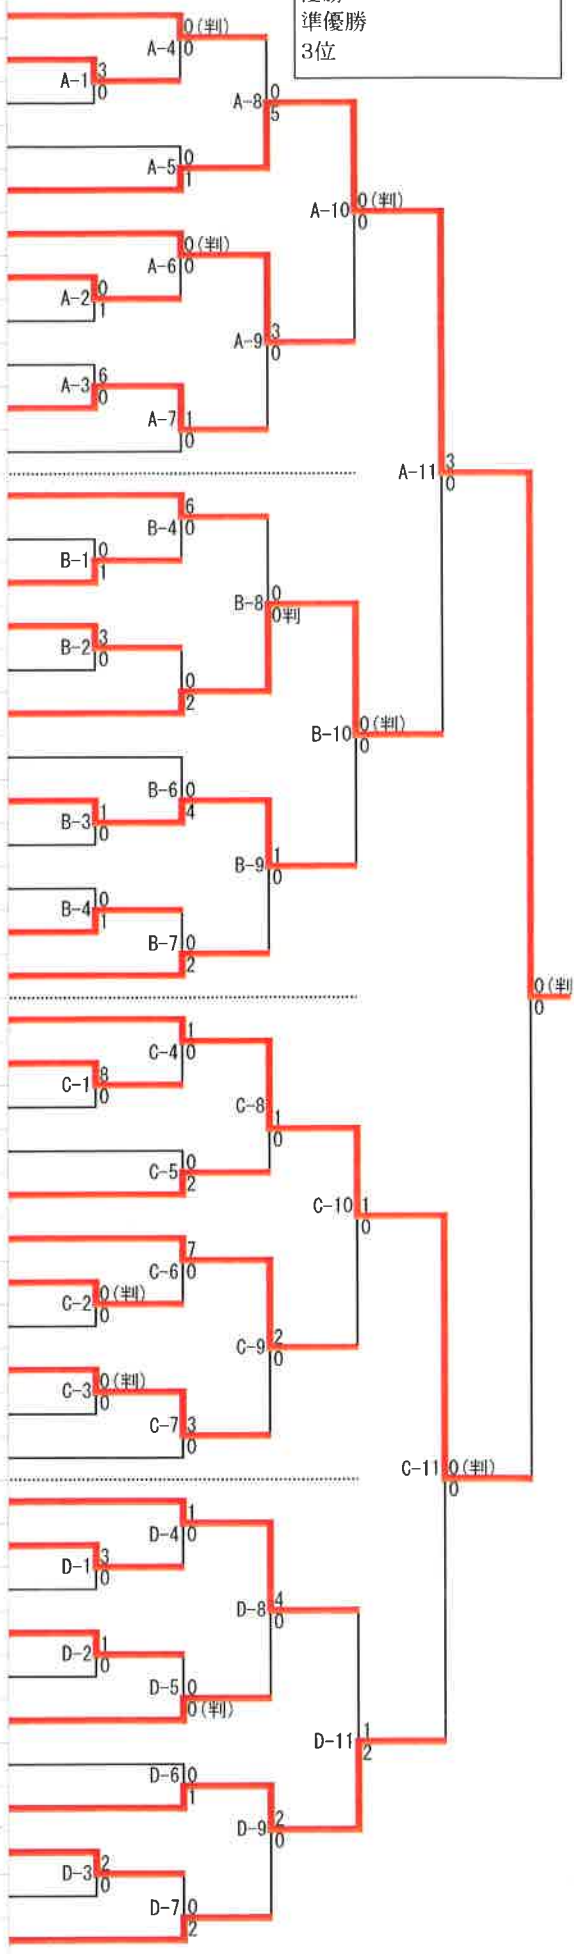 準優勝
3位
0(判)
A-4 0
A-1 3
0
A-8 0
5
A-5 0
1
A-10 0(判)
0
0(判)
A-6 0
A-2 0
1
A-9 3
0
A-3 6
0
A-7 1
0
A-11 3
0
6
B-4 0
B-1 0
1
B-8 0
0判
B-2 3
0
0
2
B-10 0(判)
0
B-6 0
4
B-3 1
0
B-9 1
0
B-4 0
1
B-7 0
2
0(判
0
1
C-4 0
C-1 8
0
C-8 1
0
C-5 0
2
C-10 1
0
7
C-6 0
C-2 0(判)
0
C-9 2
0
C-3 0(判)
0
C-7 3
0
C-11 0(判)
0
1
D-4 0
D-1 3
0
D-8 4
0
D-2 1
0
D-5 0
0(判)
D-11 1
2
D-6 0
1
D-9 2
0
D-3 2
0
D-7 0
2